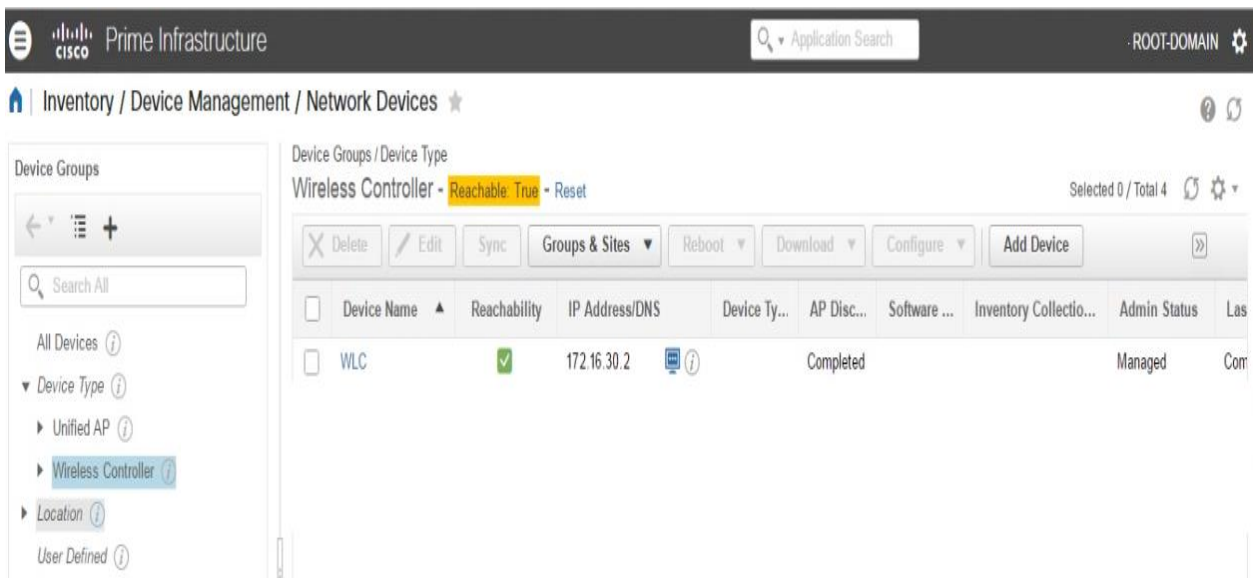 cisco Prime Infrastructure
Application Search
ROOT-DOMAIN
Inventory / Device Management / Network Devices
Device Groups
Search All
All Devices
Device Type
Unified AP
Wireless Controller
Location
User Defined
Device Groups / Device Type
Wireless Controller - Reachable: True - Reset
Selected 0 / Total 4
Delete Edit Sync Groups & Sites Reboot Download Configure Add Device
Device Name Reachability IP Address/DNS Device Ty... AP Disc... Software ... Inventory Collectio... Admin Status Las
WLC 172.16.30.2 Completed Managed Com